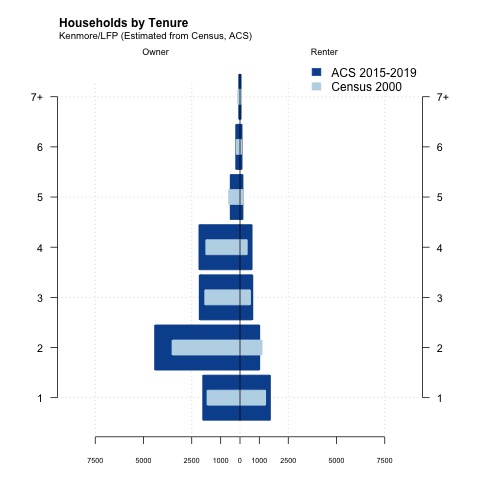 Households by Tenure
Kenmore/LFP (Estimated from Census, ACS)
Owner Renter
ACS 2015-2019
Census 2000
7+ 7+
6 6
5 5
4 4
3 3
2 2
1 1
7500 5000 2500 1000 0 1000 2500 5000 7500